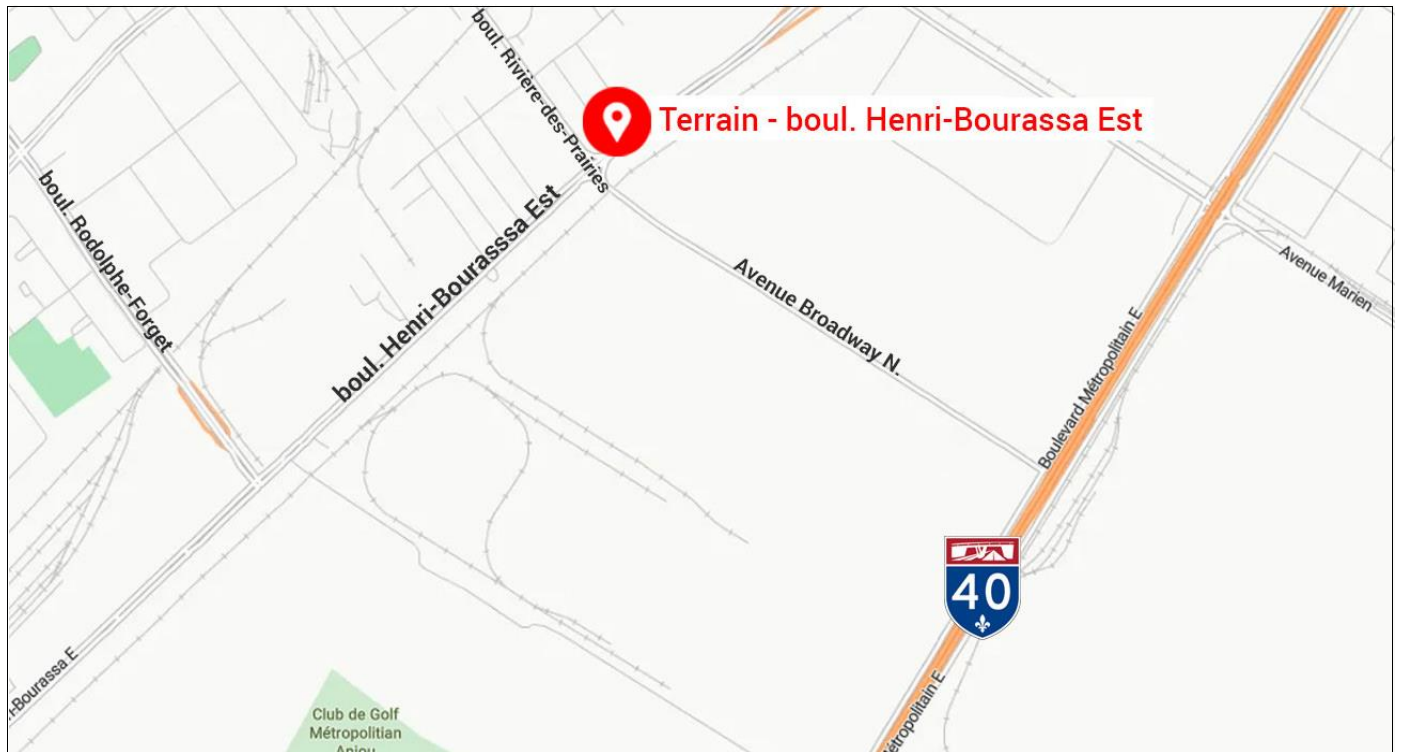 boul. Rivière-des-Prairies
Terrain - boul. Henri-Bourassa Est
boul. Rodolphe-Forget
boul. Henri-Bourasssa Est
Avenue Broadway N.
Avenue Marien
Boulevard Métropolitain E
40
-Bourassa E
Club de Golf
Métropolitian
Anjou
Métropolitain E